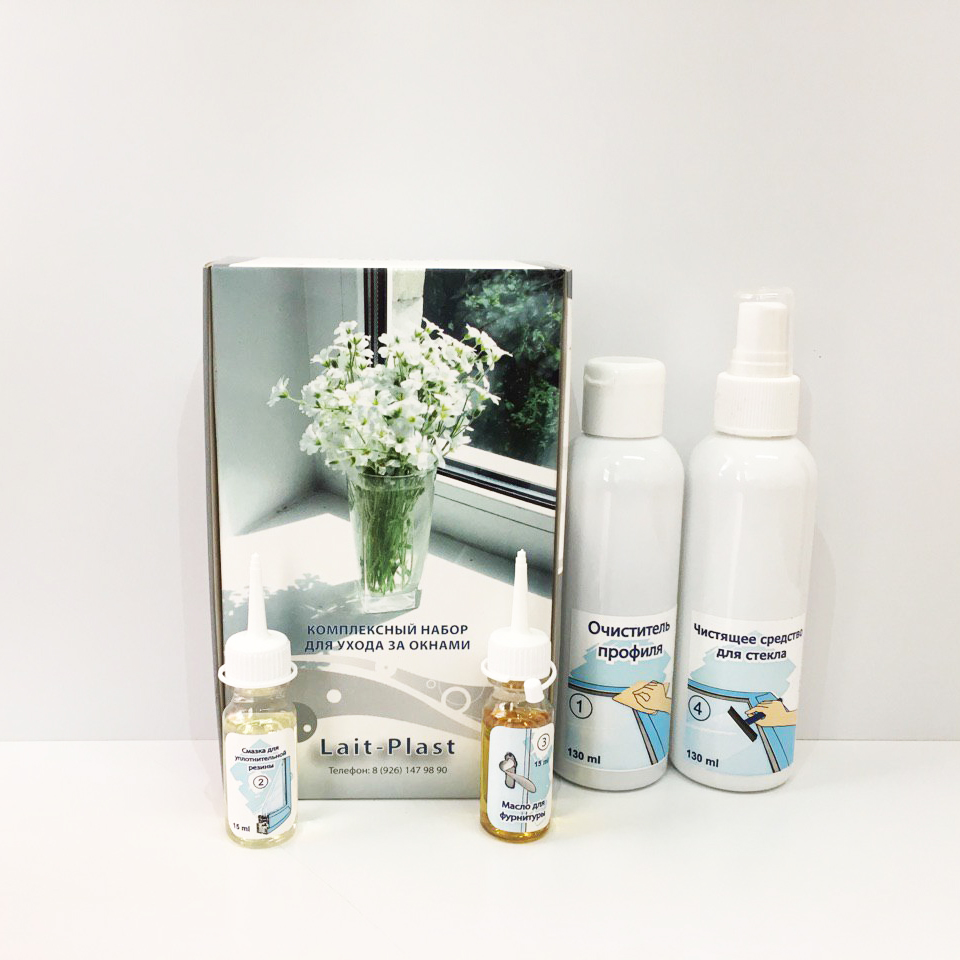 КОМПЛЕКСНЫЙ НАБОР
ДЛЯ УХОДА ЗА ОКНАМИ
Lait-Plast
Телефон: 8 (926) 147 98 90
Смазка для
уплотнительной
резины
2
15 ml
3
15 ml
Масло для
фурнитуры
Очиститель
профиля
1
130 ml
Чистящее средство
для стекла
4
130 ml